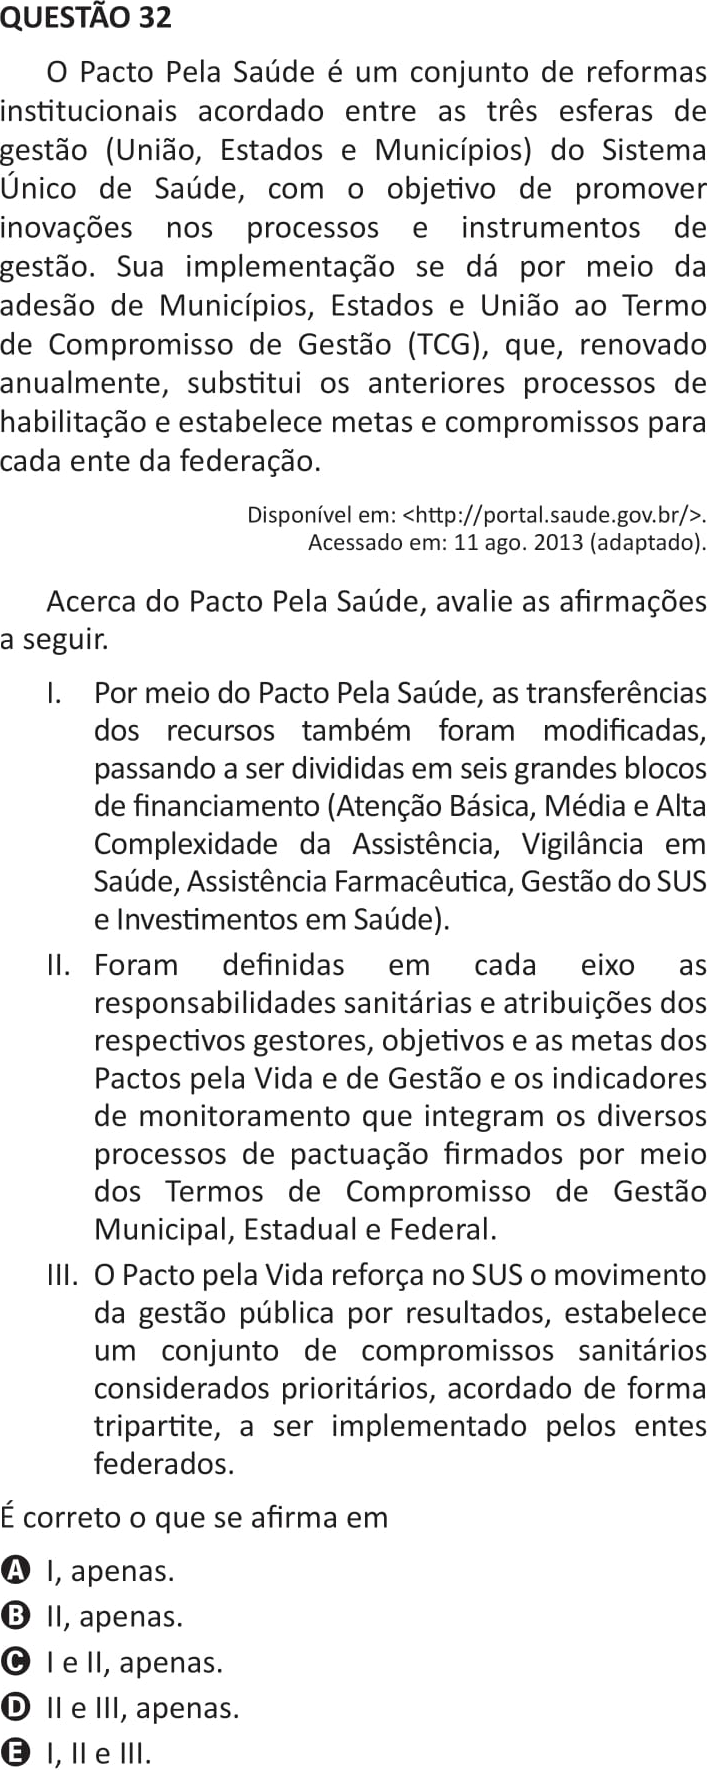 QUESTÃO 32
O Pacto Pela Saúde é um conjunto de reformas
institucionais acordado entre as três esferas de
gestão (União, Estados e Municípios) do Sistema
Único de Saúde, com o objetivo de promover
inovações nos processos e instrumentos de
gestão. Sua implementação se dá por meio da
adesão de Municípios, Estados e União ao Termo
de Compromisso de Gestão (TCG), que, renovado
anualmente, substitui os anteriores processos de
habilitação e estabelece metas e compromissos para
cada ente da federação.
Disponível em: <http://portal.saude.gov.br/>.
Acessado em: 11 ago. 2013 (adaptado).
Acerca do Pacto Pela Saúde, avalie as afirmações
a seguir.
I. Por meio do Pacto Pela Saúde, as transferências
dos recursos também foram modificadas,
passando a ser divididas em seis grandes blocos
de financiamento (Atenção Básica, Média e Alta
Complexidade da Assistência, Vigilância em
Saúde, Assistência Farmacêutica, Gestão do SUS
e Investimentos em Saúde).
II. Foram definidas em cada eixo as
responsabilidades sanitárias e atribuições dos
respectivos gestores, objetivos e as metas dos
Pactos pela Vida e de Gestão e os indicadores
de monitoramento que integram os diversos
processos de pactuação firmados por meio
dos Termos de Compromisso de Gestão
Municipal, Estadual e Federal.
III. O Pacto pela Vida reforça no SUS o movimento
da gestão pública por resultados, estabelece
um conjunto de compromissos sanitários
considerados prioritários, acordado de forma
tripartite, a ser implementado pelos entes
federados.
É correto o que se afirma em
A I, apenas.
B II, apenas.
C I e II, apenas.
D II e III, apenas.
E I, II e III.